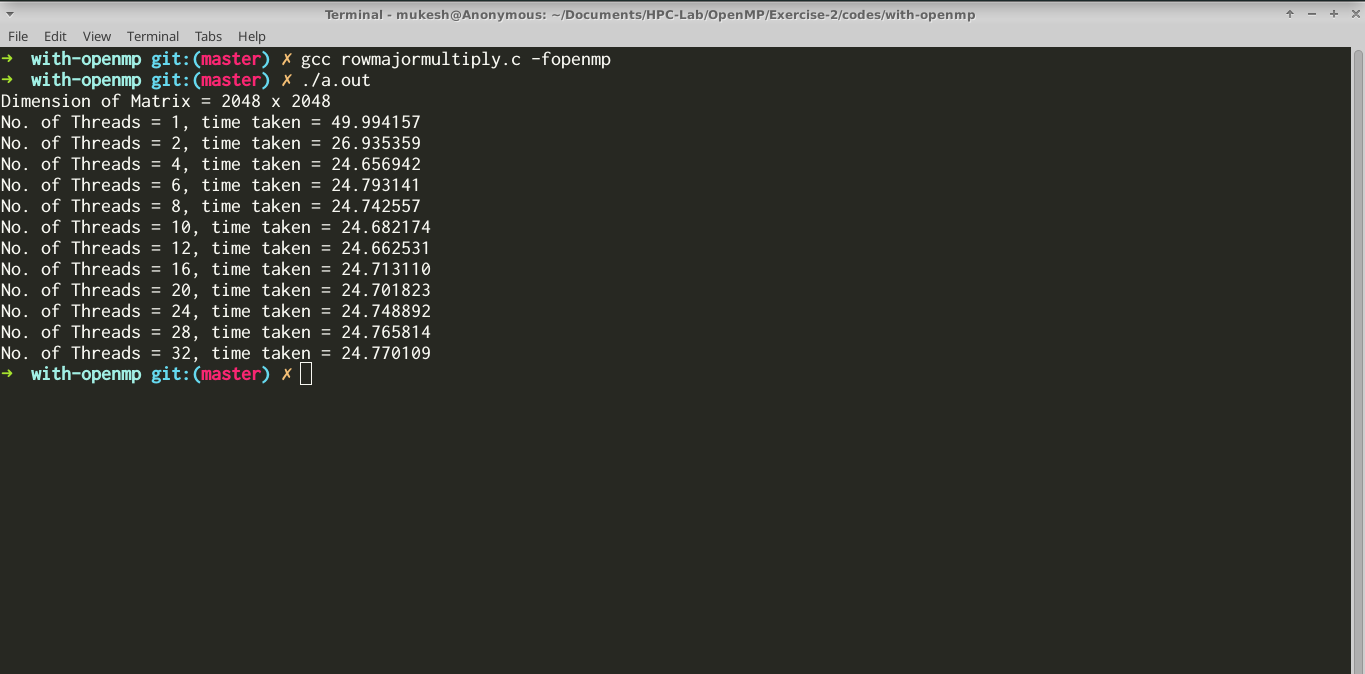 Terminal - mukesh@Anonymous: ~/Documents/HPC-Lab/OpenMP/Exercise-2/codes/with-openmp
File Edit View Terminal Tabs Help
➜ with-openmp git:(master) ✗ gcc rowmajormultiply.c -fopenmp
➜ with-openmp git:(master) ✗ ./a.out
Dimension of Matrix = 2048 x 2048
No. of Threads = 1, time taken = 49.994157
No. of Threads = 2, time taken = 26.935359
No. of Threads = 4, time taken = 24.656942
No. of Threads = 6, time taken = 24.793141
No. of Threads = 8, time taken = 24.742557
No. of Threads = 10, time taken = 24.682174
No. of Threads = 12, time taken = 24.662531
No. of Threads = 16, time taken = 24.713110
No. of Threads = 20, time taken = 24.701823
No. of Threads = 24, time taken = 24.748892
No. of Threads = 28, time taken = 24.765814
No. of Threads = 32, time taken = 24.770109
➜ with-openmp git:(master) ✗